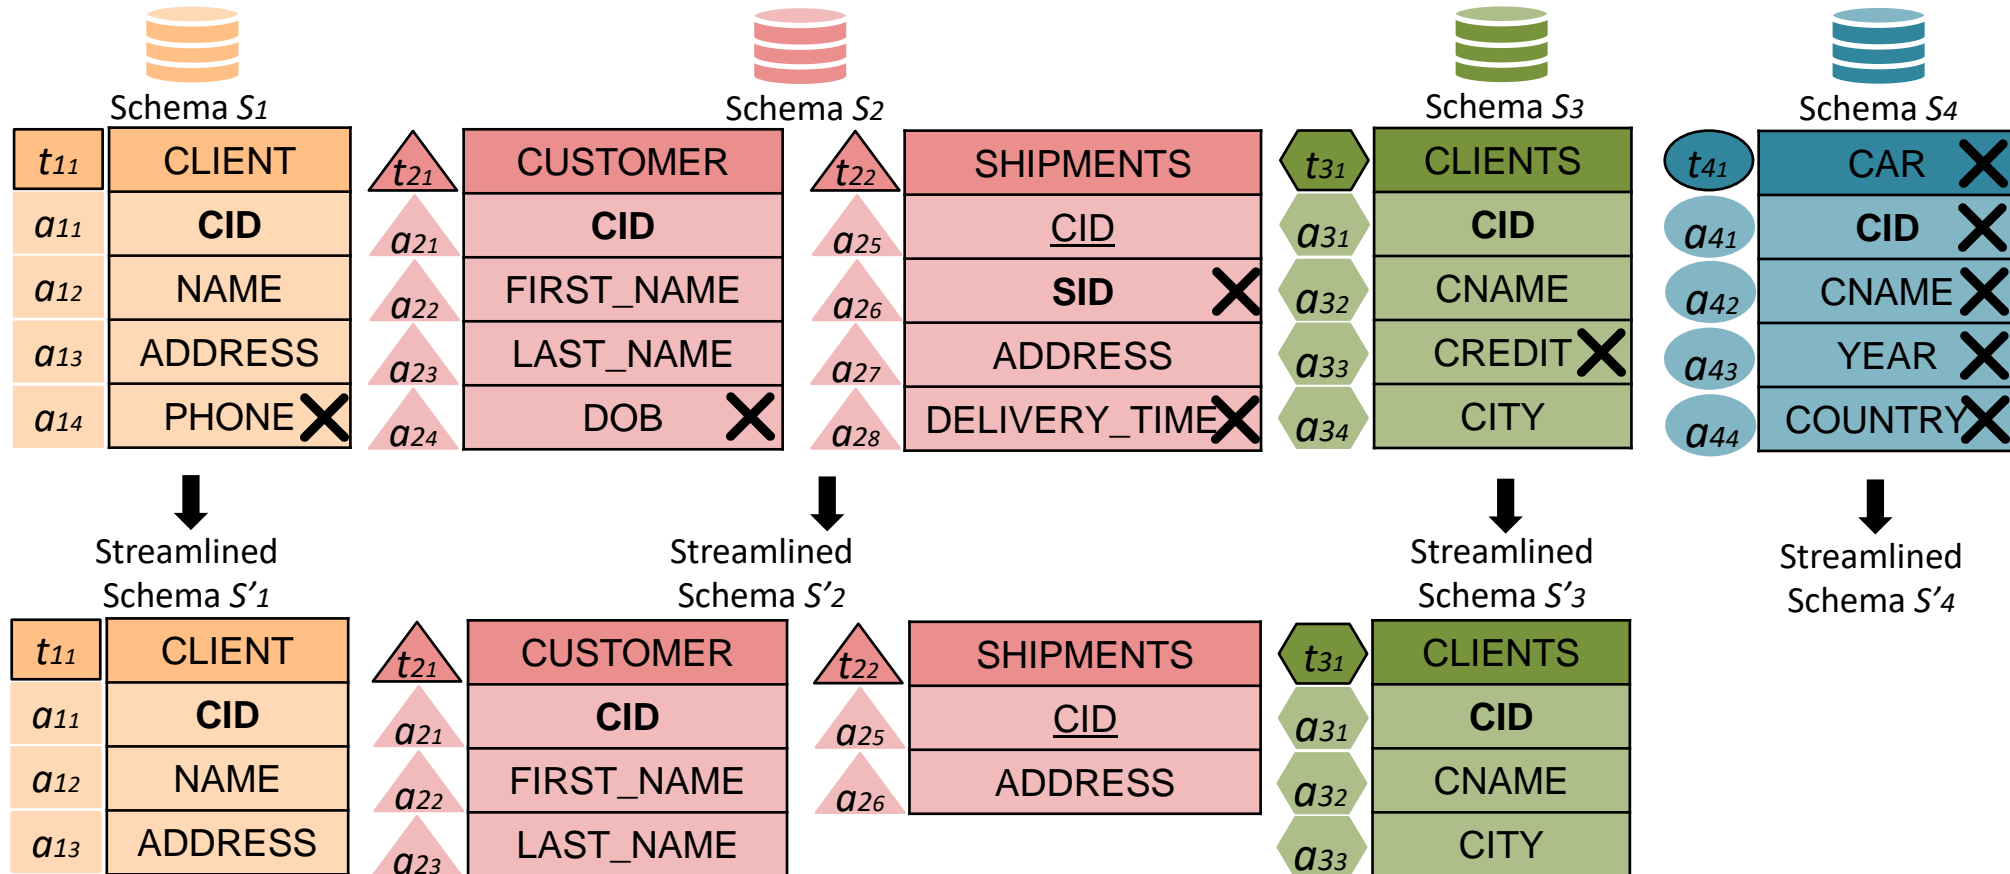 Schema S1
Schema S2
Schema S3
Schema S4
t11 CLIENT
a11 CID
a12 NAME
a13 ADDRESS
a14 PHONE
t21 CUSTOMER
a21 CID
a22 FIRST_NAME
a23 LAST_NAME
a24 DOB
t22 SHIPMENTS
a25 CID
a26 SID
a27 ADDRESS
a28 DELIVERY_TIME
t31 CLIENTS
a31 CID
a32 CNAME
a33 CREDIT
a34 CITY
t41 CAR
a41 CID
a42 CNAME
a43 YEAR
a44 COUNTRY
Streamlined
Schema S'1
Streamlined
Schema S'2
Streamlined
Schema S'3
Streamlined
Schema S'4
t11 CLIENT
a11 CID
a12 NAME
a13 ADDRESS
t21 CUSTOMER
a21 CID
a22 FIRST_NAME
a23 LAST_NAME
t22 SHIPMENTS
a25 CID
a26 ADDRESS
t31 CLIENTS
a31 CID
a32 CNAME
a33 CITY